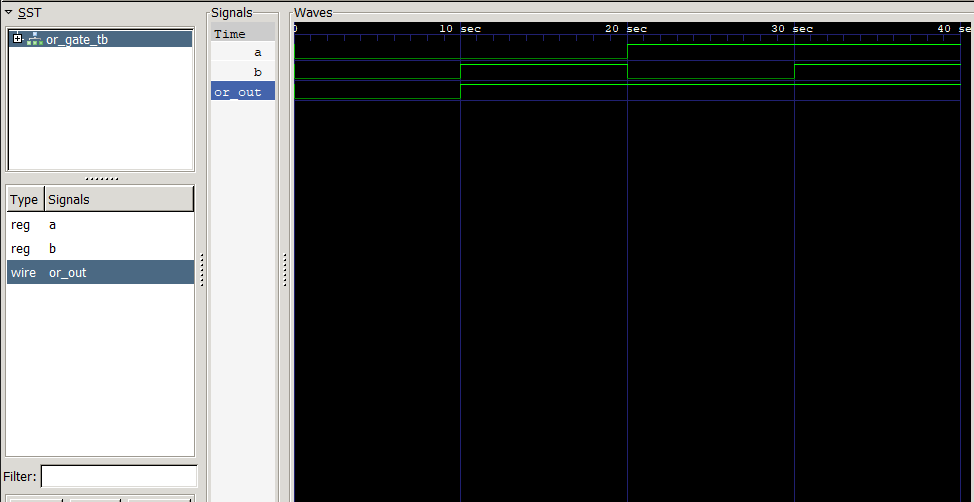 SST
or_gate_tb
Type Signals
reg a
reg b
wire or_out
Filter:
Signals
Time
a
b
or_out
Waves
0 10 sec 20 sec 30 sec 40 se